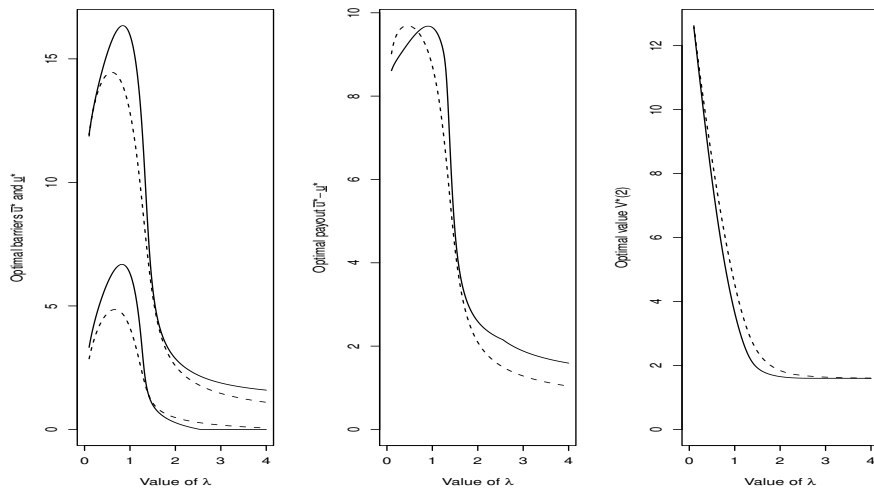 Optimal barriers u̅* and u̲*
15
10
5
0
0 1 2 3 4
Value of λ
Optimal payout u̅*−u̲*
10
8
6
4
2
0
0 1 2 3 4
Value of λ
Optimal value V*(2)
12
10
8
6
4
2
0
0 1 2 3 4
Value of λ